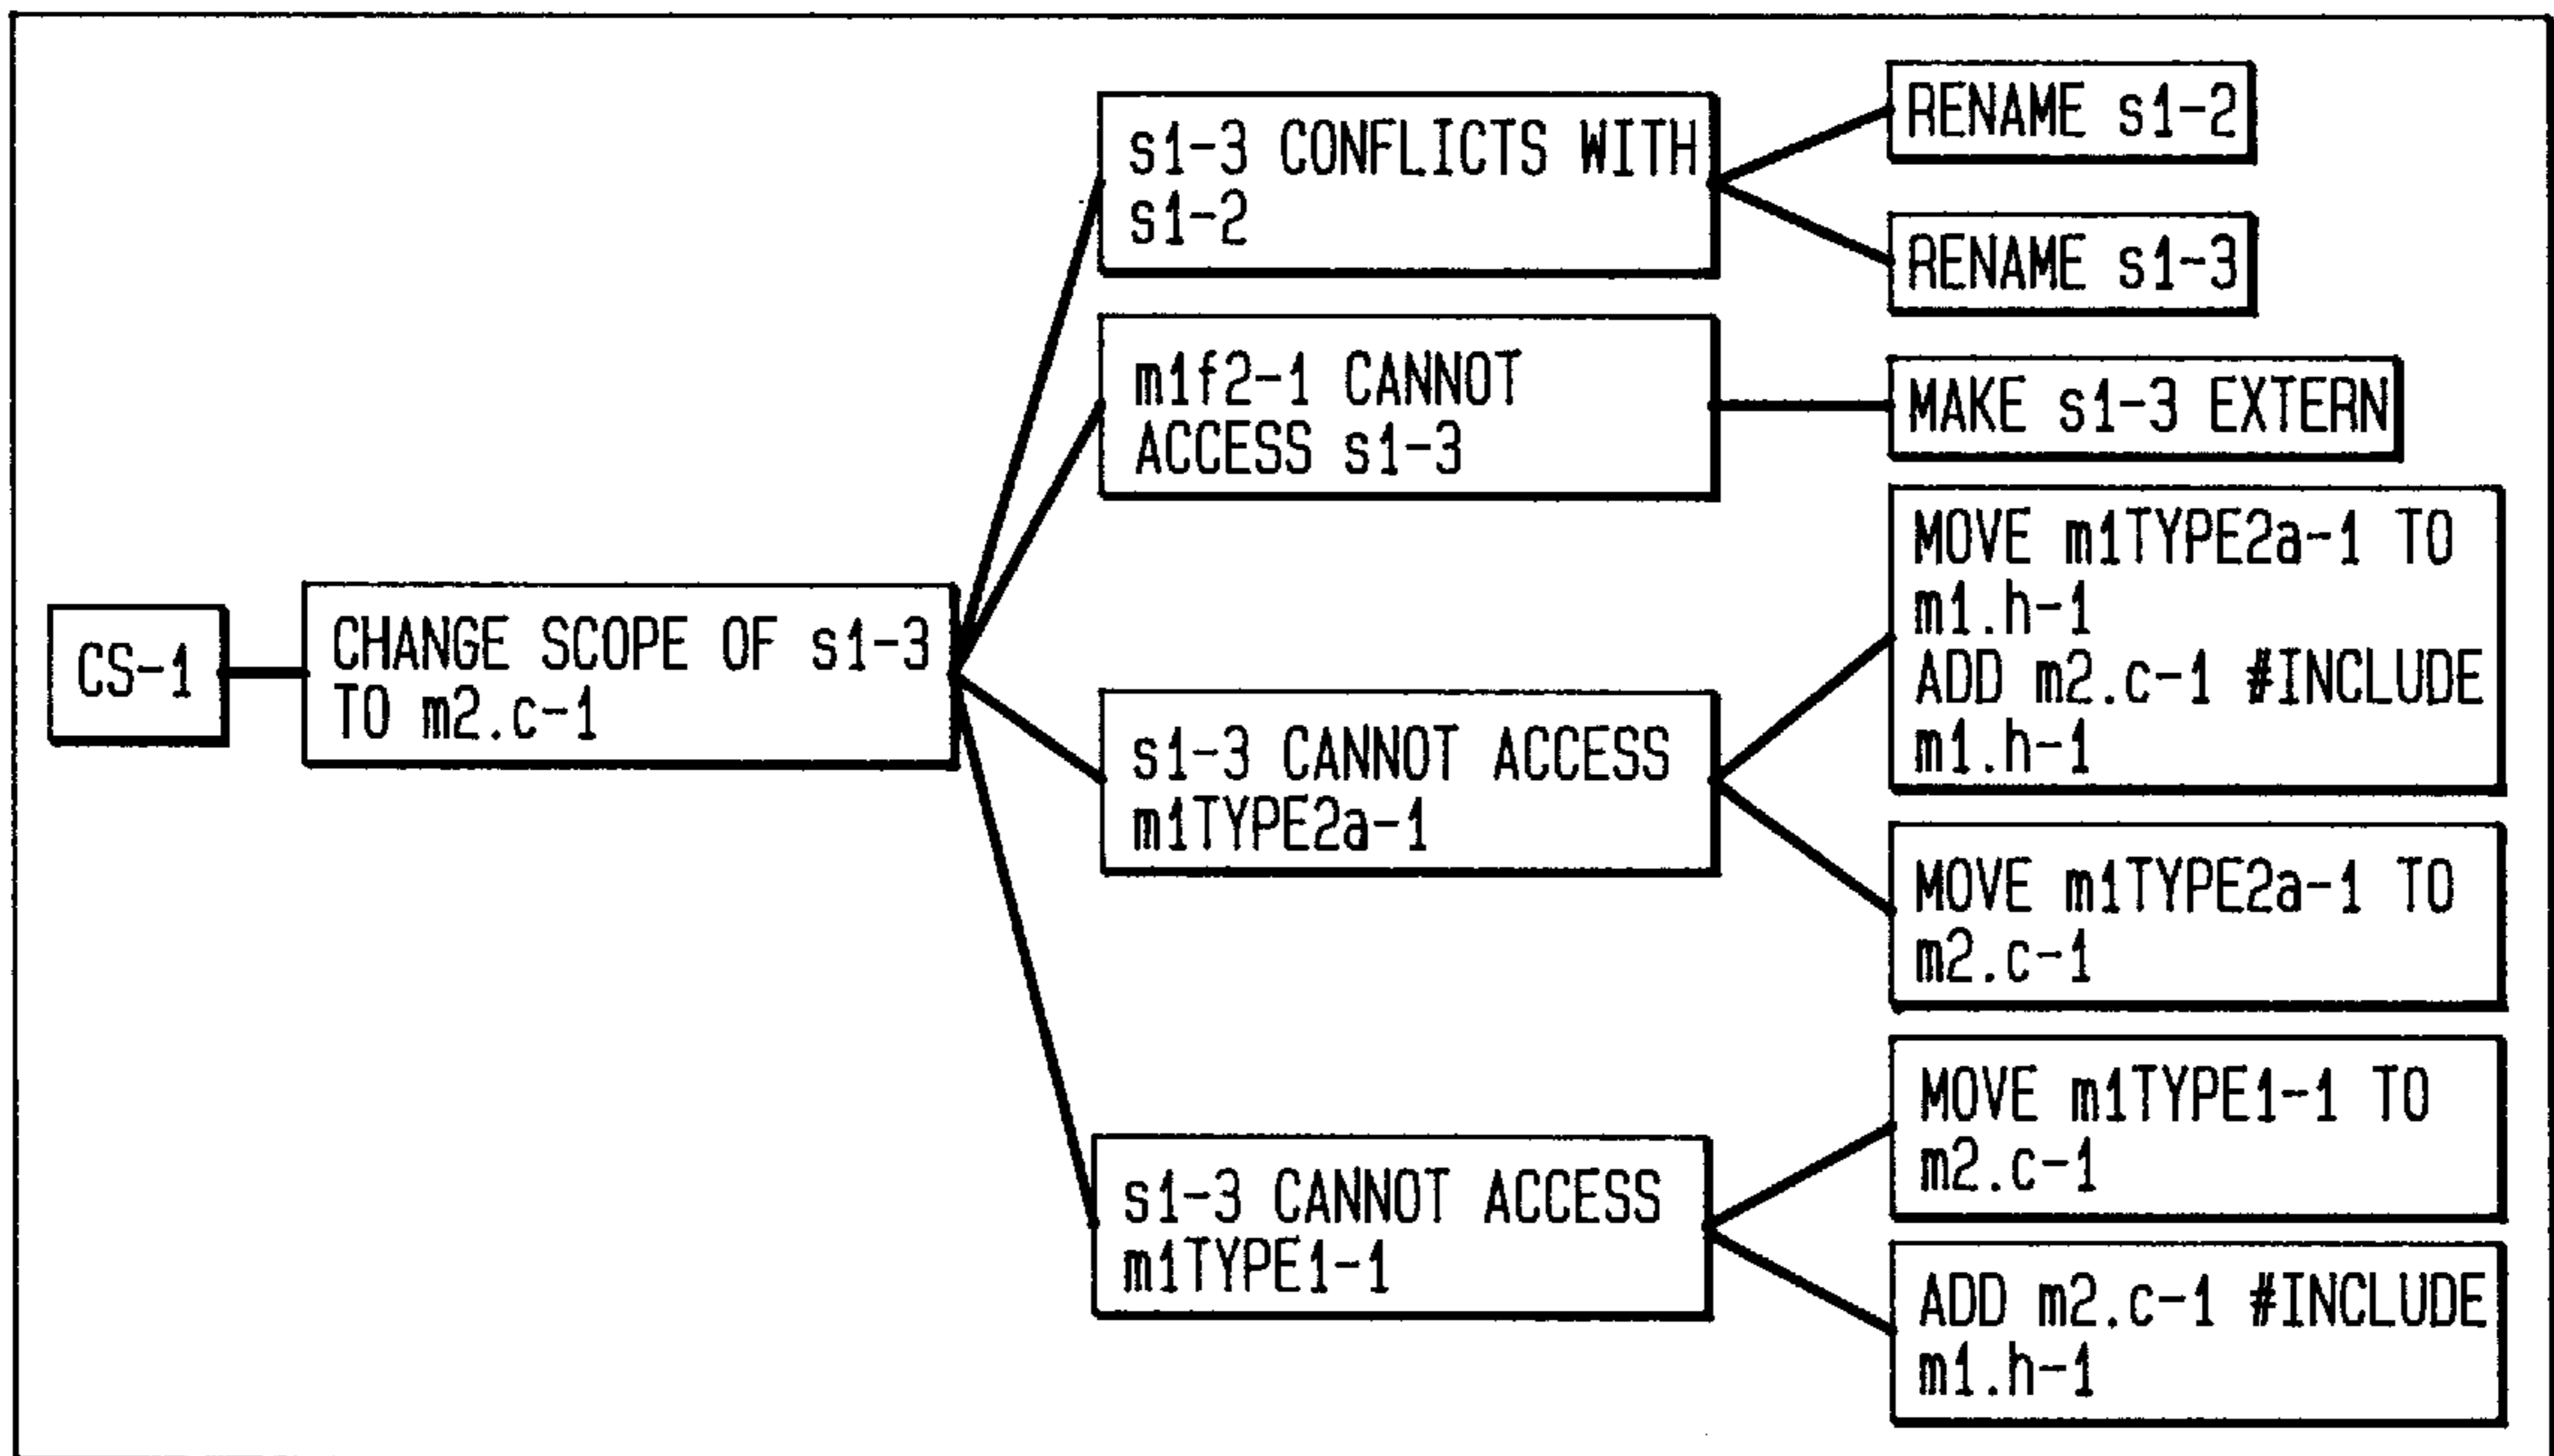 CS-1
CHANGE SCOPE OF s1-3
TO m2.c-1
s1-3 CONFLICTS WITH
s1-2
m1f2-1 CANNOT
ACCESS s1-3
s1-3 CANNOT ACCESS
m1TYPE2a-1
s1-3 CANNOT ACCESS
m1TYPE1-1
RENAME s1-2
RENAME s1-3
MAKE s1-3 EXTERN
MOVE m1TYPE2a-1 TO
m1.h-1
ADD m2.c-1 #INCLUDE
m1.h-1
MOVE m1TYPE2a-1 TO
m2.c-1
MOVE m1TYPE1-1 TO
m2.c-1
ADD m2.c-1 #INCLUDE
m1.h-1